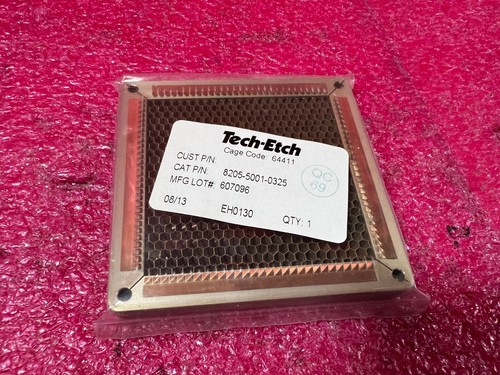 Tech-Etch
Cage Code: 64411
CUST P/N:
CAT P/N: 8205-5001-0325
MFG LOT#: 607096
08/13 EH0130 QTY: 1
QC
69